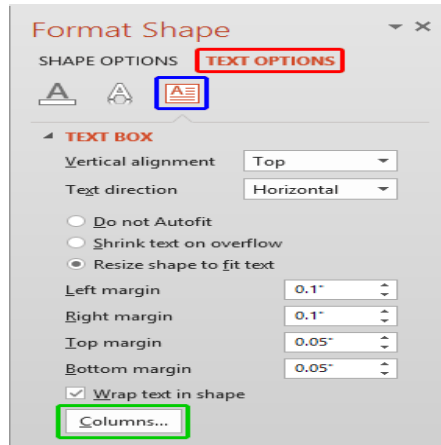 Format Shape
SHAPE OPTIONS TEXT OPTIONS
A A A
TEXT BOX
Vertical alignment Top
Text direction Horizontal
Do not Autofit
Shrink text on overflow
Resize shape to fit text
Left margin 0.1"
Right margin 0.1"
Top margin 0.05"
Bottom margin 0.05"
Wrap text in shape
Columns...